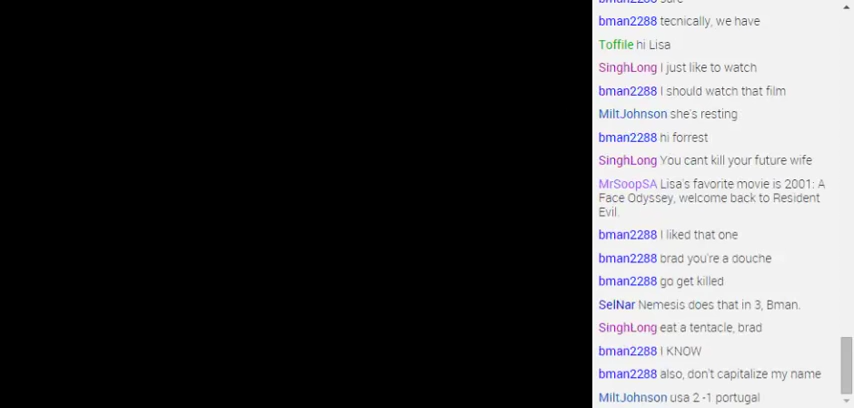 bman2288 sure
bman2288 tecnically, we have
Toffile hi Lisa
SinghLong I just like to watch
bman2288 I should watch that film
MiltJohnson she's resting
bman2288 hi forrest
SinghLong You cant kill your future wife
MrSoopSA Lisa's favorite movie is 2001: A
Face Odyssey, welcome back to Resident
Evil.
bman2288 I liked that one
bman2288 brad you're a douche
bman2288 go get killed
SelNar Nemesis does that in 3, Bman.
SinghLong eat a tentacle, brad
bman2288 I KNOW
bman2288 also, don't capitalize my name
MiltJohnson usa 2 -1 portugal